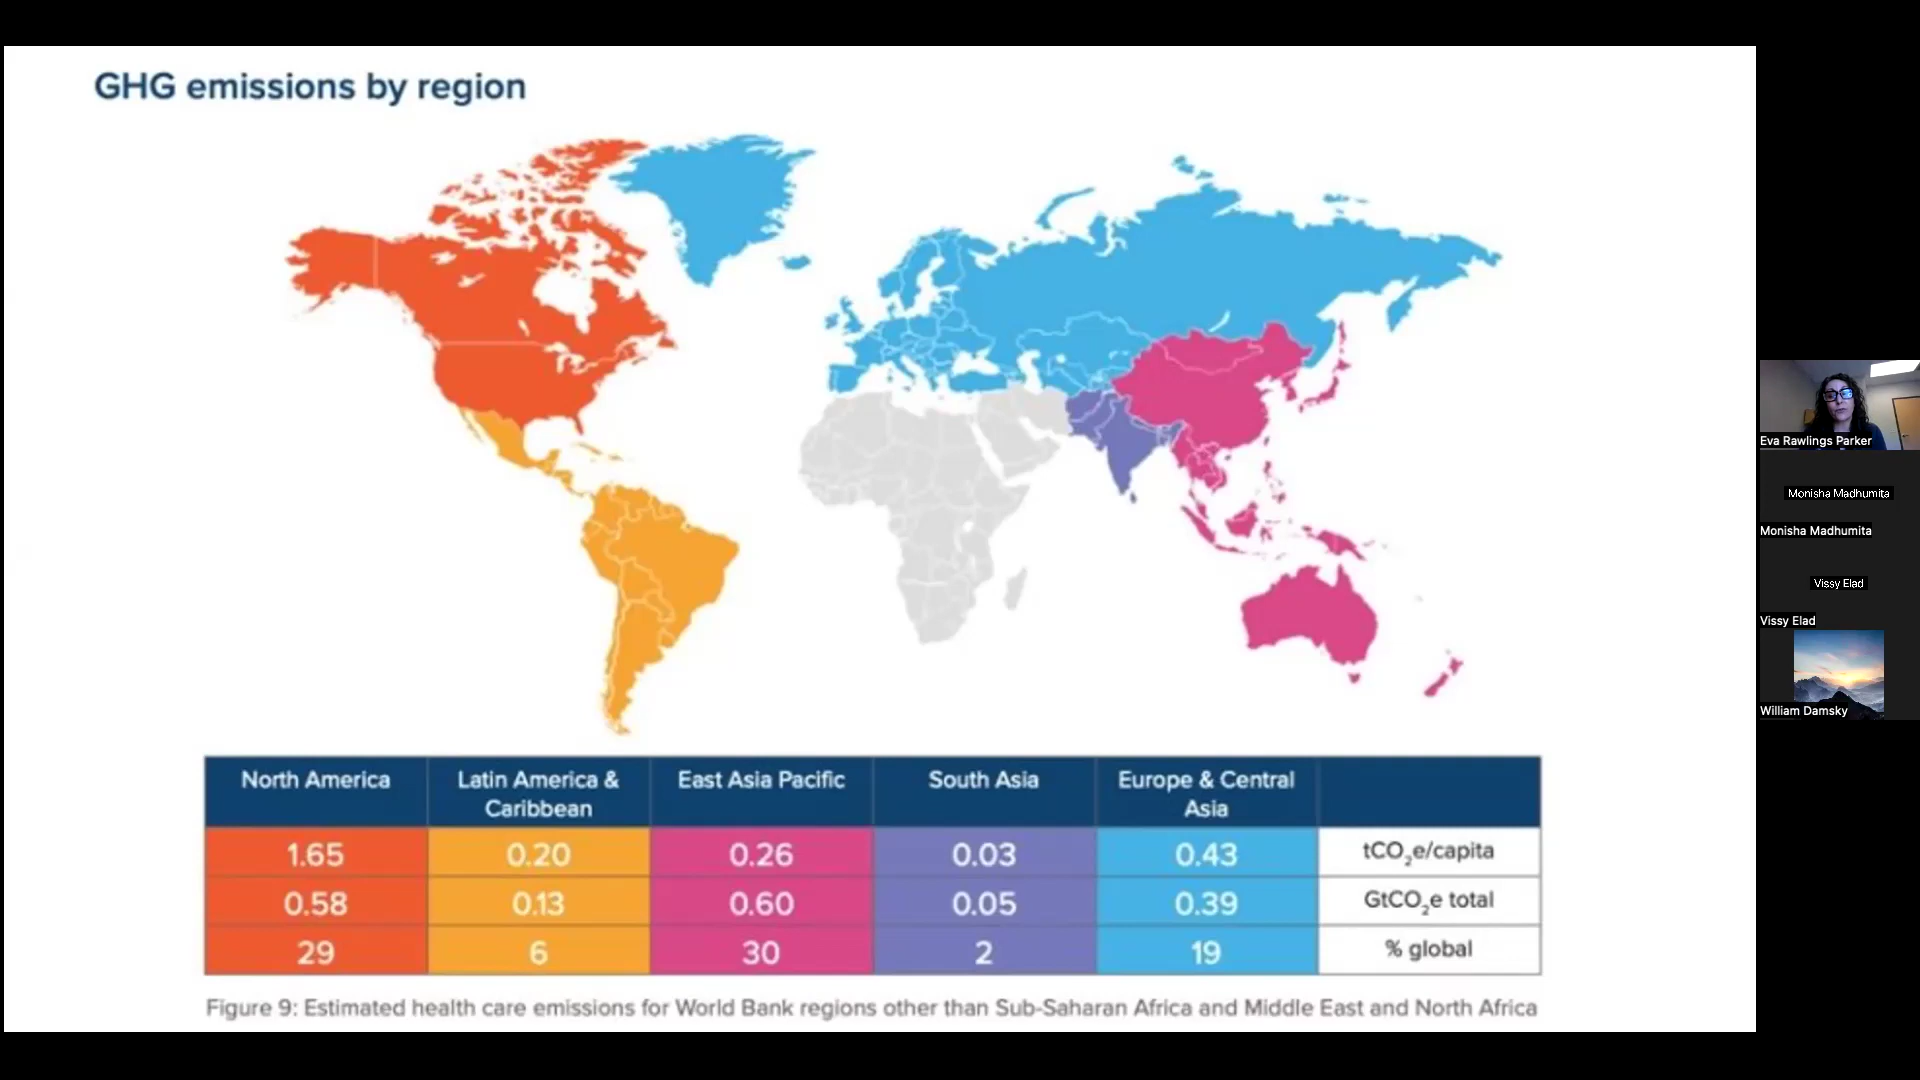 GHG emissions by region
North America
Latin America &
Caribbean
East Asia Pacific
South Asia
Europe & Central
Asia
1.65
0.20
0.26
0.03
0.43
tCO₂e/capita
0.58
0.13
0.60
0.05
0.39
GtCO₂e total
29
6
30
2
19
% global
Figure 9: Estimated health care emissions for World Bank regions other than Sub-Saharan Africa and Middle East and North Africa
Eva Rawlings Parker
Monisha Madhumita
Monisha Madhumita
Vissy Elad
Vissy Elad
William Damsky